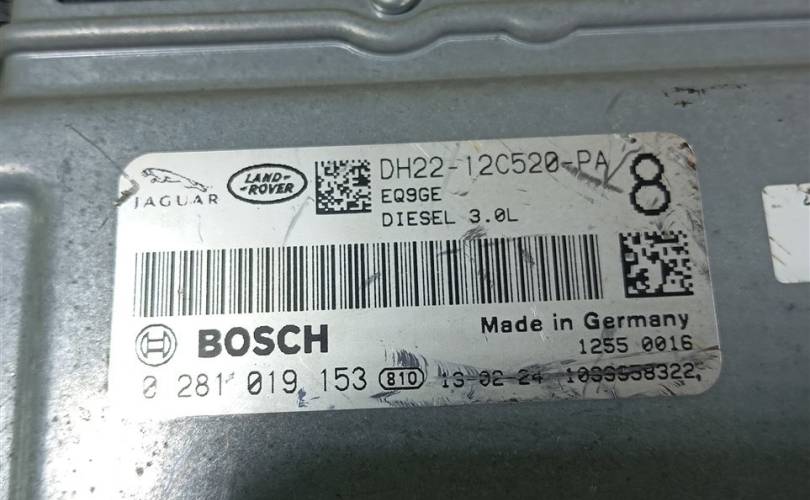 JAGUAR
LAND-
ROVER
DH22-12C520-PA
EQ9GE
DIESEL 3.0L
8
BOSCH
Made in Germany
1255 0016
0 281 019 153 810 13-02-24